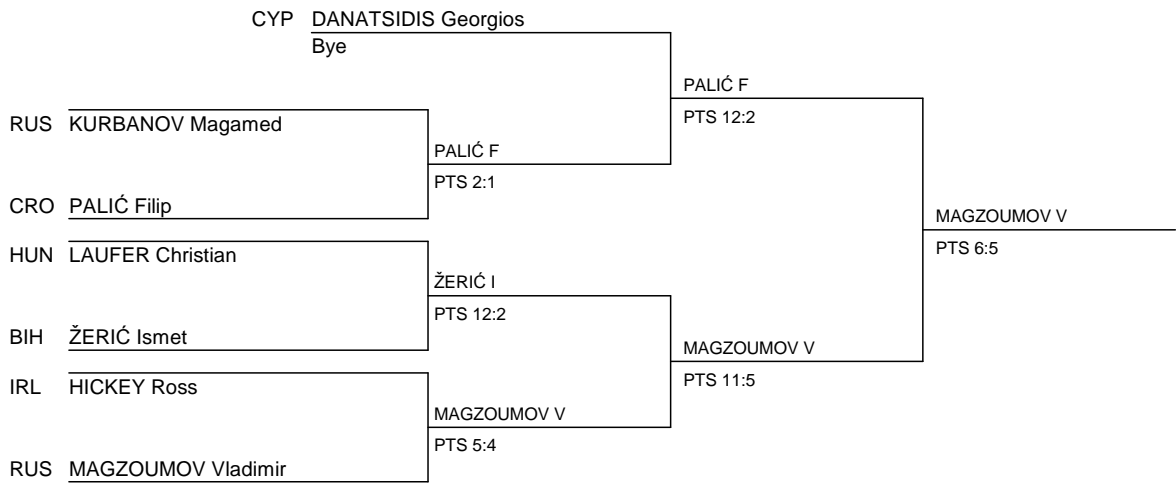 CYP DANATSIDIS Georgios
Bye
PALIĆ F
PTS 12:2
RUS KURBANOV Magamed
PALIĆ F
PTS 2:1
CRO PALIĆ Filip
MAGZOUMOV V
PTS 6:5
HUN LAUFER Christian
ŽERIĆ I
PTS 12:2
BIH ŽERIĆ Ismet
MAGZOUMOV V
PTS 11:5
IRL HICKEY Ross
MAGZOUMOV V
PTS 5:4
RUS MAGZOUMOV Vladimir